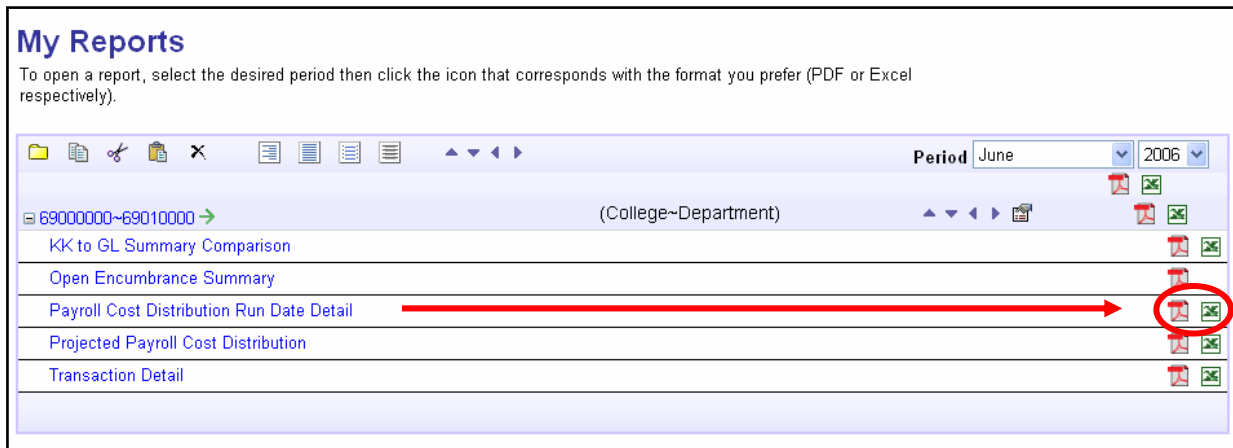 My Reports
To open a report, select the desired period then click the icon that corresponds with the format you prefer (PDF or Excel
respectively).
Period June 2006
69000000~69010000 (College~Department)
KK to GL Summary Comparison
Open Encumbrance Summary
Payroll Cost Distribution Run Date Detail
Projected Payroll Cost Distribution
Transaction Detail